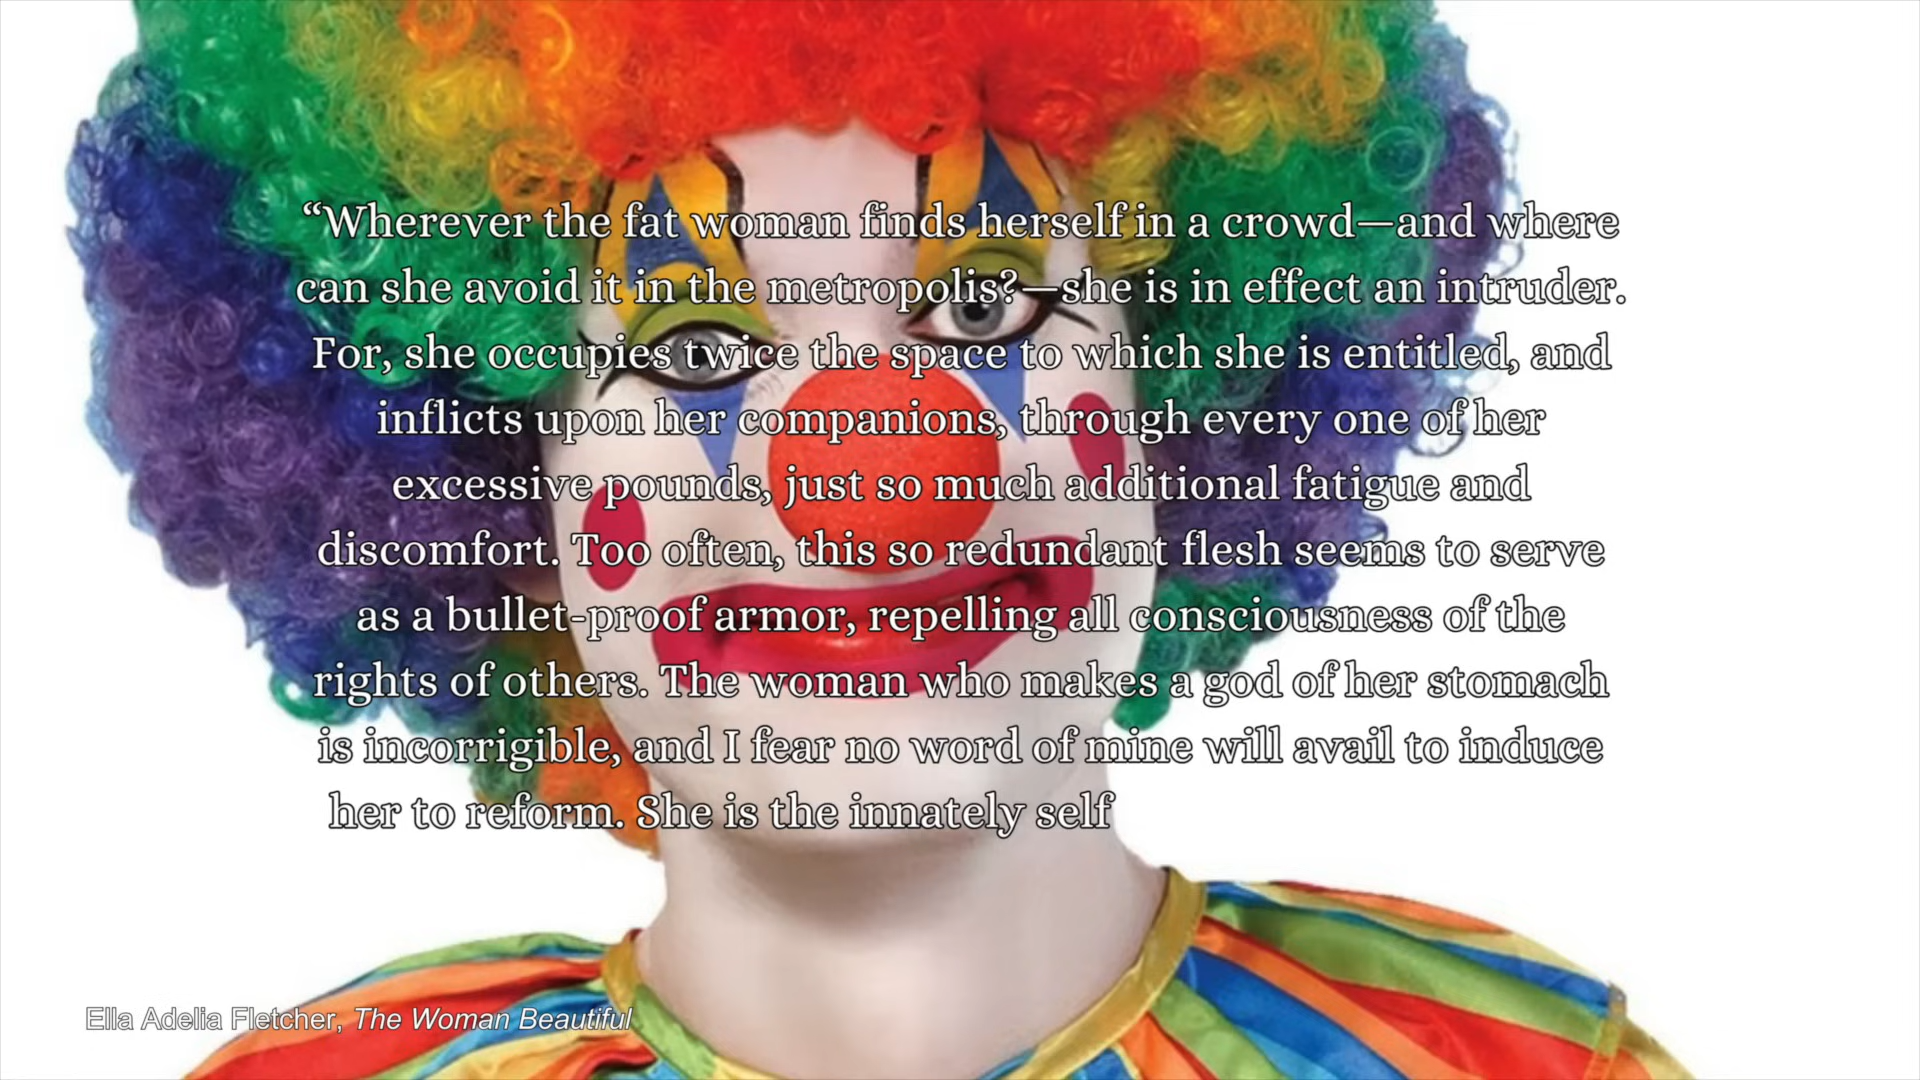 “Wherever the fat woman finds herself in a crowd—and where
can she avoid it in the metropolis?—she is in effect an intruder.
For, she occupies twice the space to which she is entitled, and
inflicts upon her companions, through every one of her
excessive pounds, just so much additional fatigue and
discomfort. Too often, this so redundant flesh seems to serve
as a bullet-proof armor, repelling all consciousness of the
rights of others. The woman who makes a god of her stomach
is incorrigible, and I fear no word of mine will avail to induce
her to reform. She is the innately self
Ella Adelia Fletcher, The Woman Beautiful